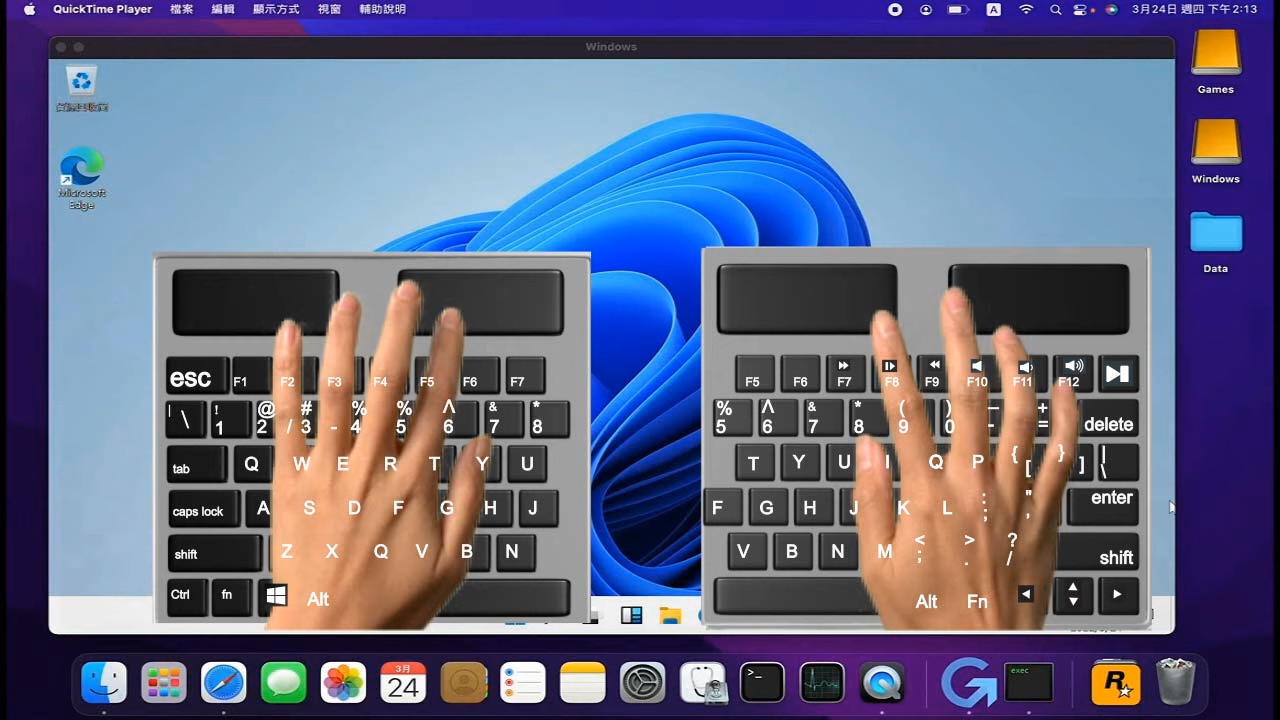 QuickTime Player 檔案 編輯 顯示方式 視窗 輔助說明 A 3月24日 週四 下午2:13
Windows
Games
Microsoft
Edge
Windows
Data
esc F1 F2 F3 F4 F5 F6 F7
| \ ! 1 @ 2 # / 3 % - 4 % 5 ^ 6 & 7 * 8
tab Q W E R T Y U
caps lock A S D F G H J
shift Z X Q V B N
Ctrl fn Alt
F5 F6 F7 F8 F9 F10 F11 F12
% 5 ^ 6 & 7 * 8 ( 9 ) 0 — - + = delete
T Y U I Q P { [ } ] | \
F G H J K L : ; " , enter
V B N M < ; > . ? / shift
Alt Fn
3月
24
>_
exec
R